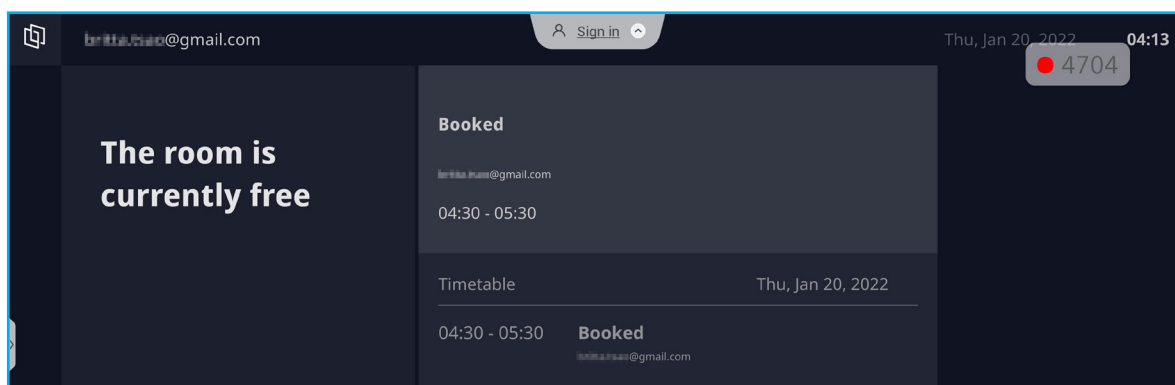 @gmail.com
Sign in
Thu, Jan 20, 2022
04:13
4704
The room is
currently free
Booked
@gmail.com
04:30 - 05:30
Timetable
Thu, Jan 20, 2022
04:30 - 05:30
Booked
@gmail.com